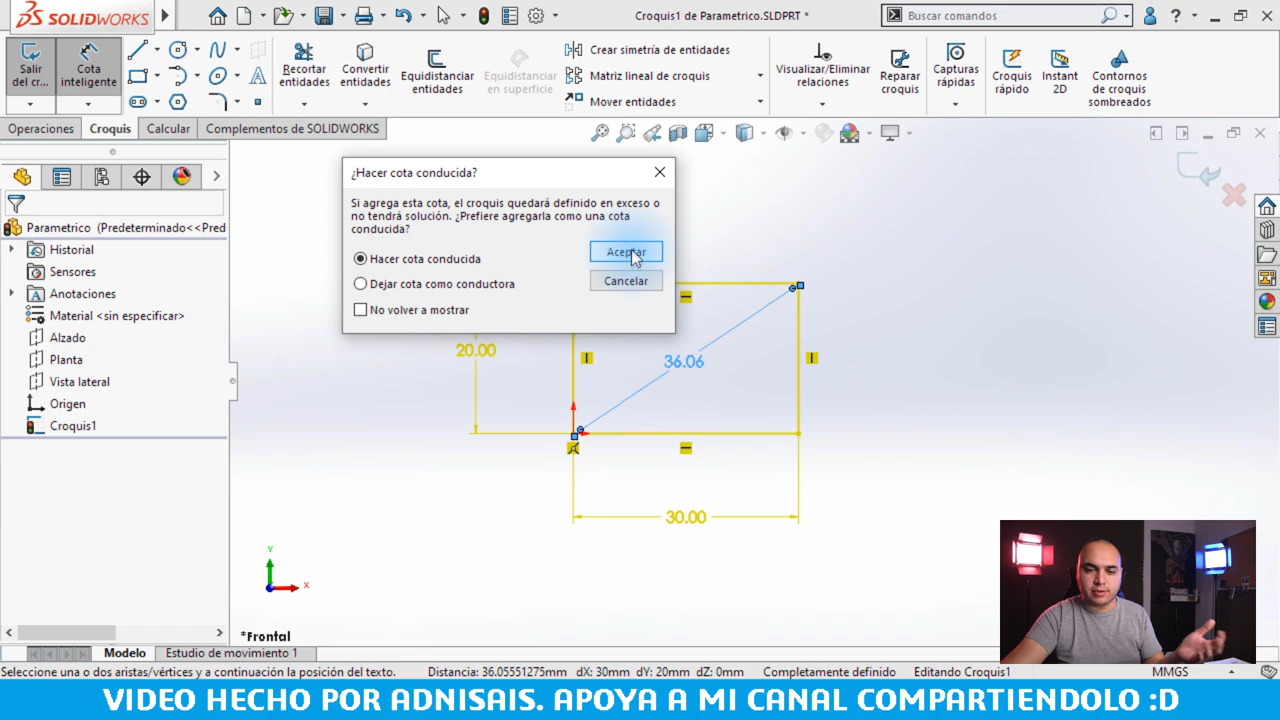 SOLIDWORKS
Croquis1 de Parametrico.SLDPRT *
Buscar comandos
Salir del cr...
Cota inteligente
Recortar entidades
Convertir entidades
Equidistanciar entidades
Equidistanciar en superficie
Crear simetría de entidades
Matriz lineal de croquis
Mover entidades
Visualizar/Eliminar relaciones
Reparar croquis
Capturas rápidas
Croquis rápido
Instant 2D
Contornos de croquis sombreados
Operaciones
Croquis
Calcular
Complementos de SOLIDWORKS
Parametrico (Predeterminado<<Pred
Historial
Sensores
Anotaciones
Material <sin especificar>
Alzado
Planta
Vista lateral
Origen
Croquis1
¿Hacer cota conducida?
Si agrega esta cota, el croquis quedará definido en exceso o
no tendrá solución. ¿Prefiere agregarla como una cota
conducida?
Hacer cota conducida
Dejar cota como conductora
No volver a mostrar
Aceptar
Cancelar
20.00
36.06
30.00
Y
X
*Frontal
Modelo
Estudio de movimiento 1
Seleccione una o dos aristas/vértices y a continuación la posición del texto.
Distancia: 36.05551275mm
dX: 30mm dY: 20mm dZ: 0mm
Completamente definido
Editando Croquis1
MMGS
VIDEO HECHO POR ADNISAIS. APOYA A MI CANAL COMPARTIENDOLO :D